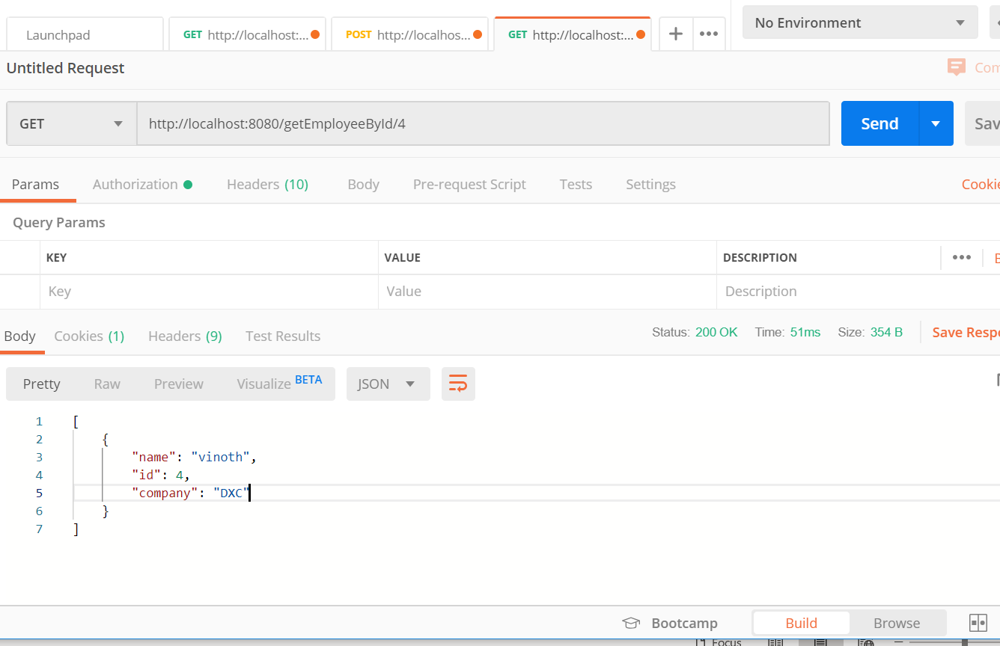 Launchpad
GET http://localhost:...
POST http://localhos...
GET http://localhost:...
No Environment
Untitled Request
GET
http://localhost:8080/getEmployeeById/4
Send
Params
Authorization
Headers (10)
Body
Pre-request Script
Tests
Settings
Query Params
KEY
VALUE
DESCRIPTION
Key
Value
Description
Body
Cookies (1)
Headers (9)
Test Results
Status: 200 OK
Time: 51ms
Size: 354 B
Save Respo
Pretty
Raw
Preview
Visualize BETA
JSON
1 [
2 {
3 "name": "vinoth",
4 "id": 4,
5 "company": "DXC"
6 }
7 ]
Bootcamp
Build
Browse
Focus